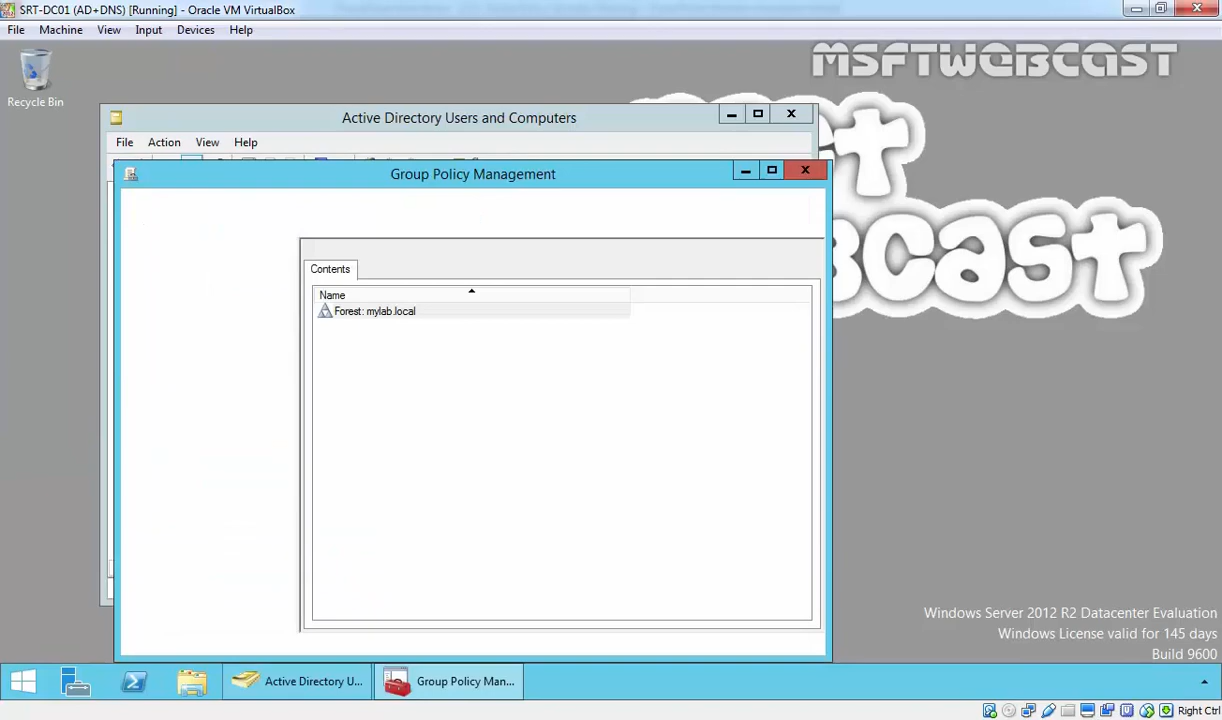 SRT-DC01 (AD+DNS) [Running] - Oracle VM VirtualBox
File Machine View Input Devices Help
MSFTWEBCAST
Recycle Bin
Active Directory Users and Computers
File Action View Help
Group Policy Management
Contents
Name
Forest: mylab.local
Windows Server 2012 R2 Datacenter Evaluation
Windows License valid for 145 days
Build 9600
Active Directory U...
Group Policy Man...
Right Ctrl